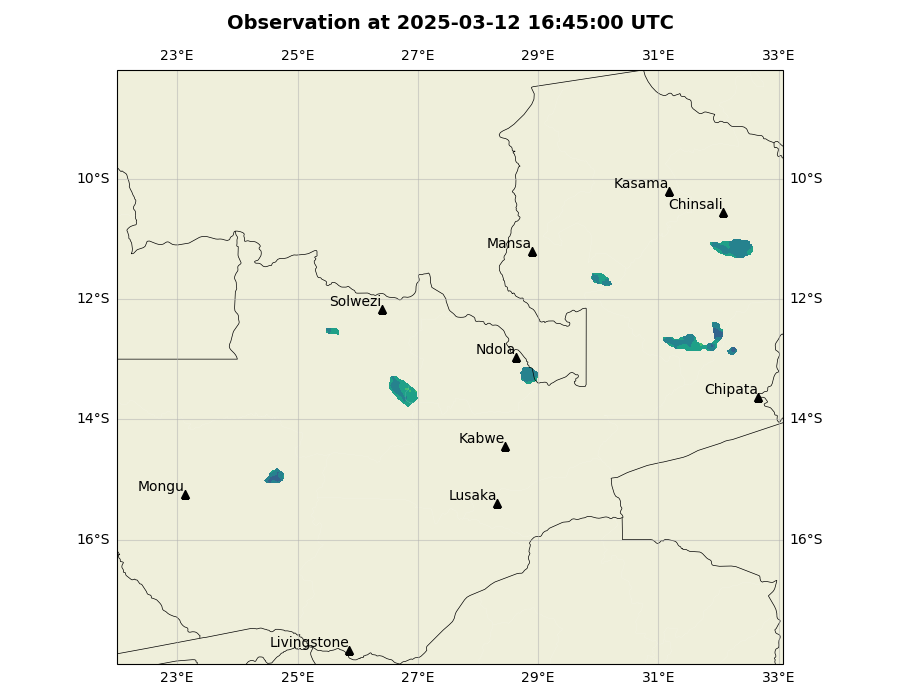 Observation at 2025-03-12 16:45:00 UTC
23°E 25°E 27°E 29°E 31°E 33°E
10°S 10°S
Kasama
Chinsali
Mansa
12°S 12°S
Solwezi
Ndola
Chipata
14°S 14°S
Kabwe
Mongu
Lusaka
16°S 16°S
Livingstone
23°E 25°E 27°E 29°E 31°E 33°E